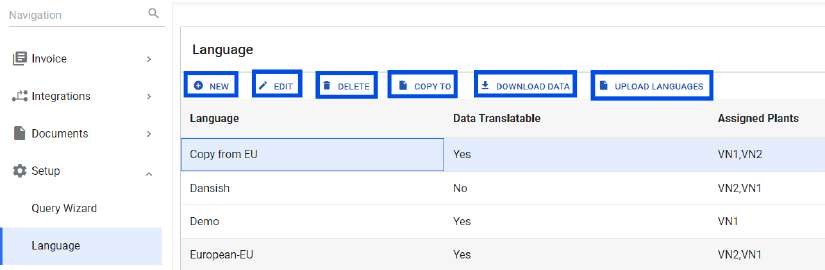 Navigation
Invoice
Integrations
Documents
Setup
Query Wizard
Language
Language
NEW EDIT DELETE COPY TO DOWNLOAD DATA UPLOAD LANGUAGES
Language Data Translatable Assigned Plants
Copy from EU Yes VN1,VN2
Dansish No VN2,VN1
Demo Yes VN1
European-EU Yes VN2,VN1